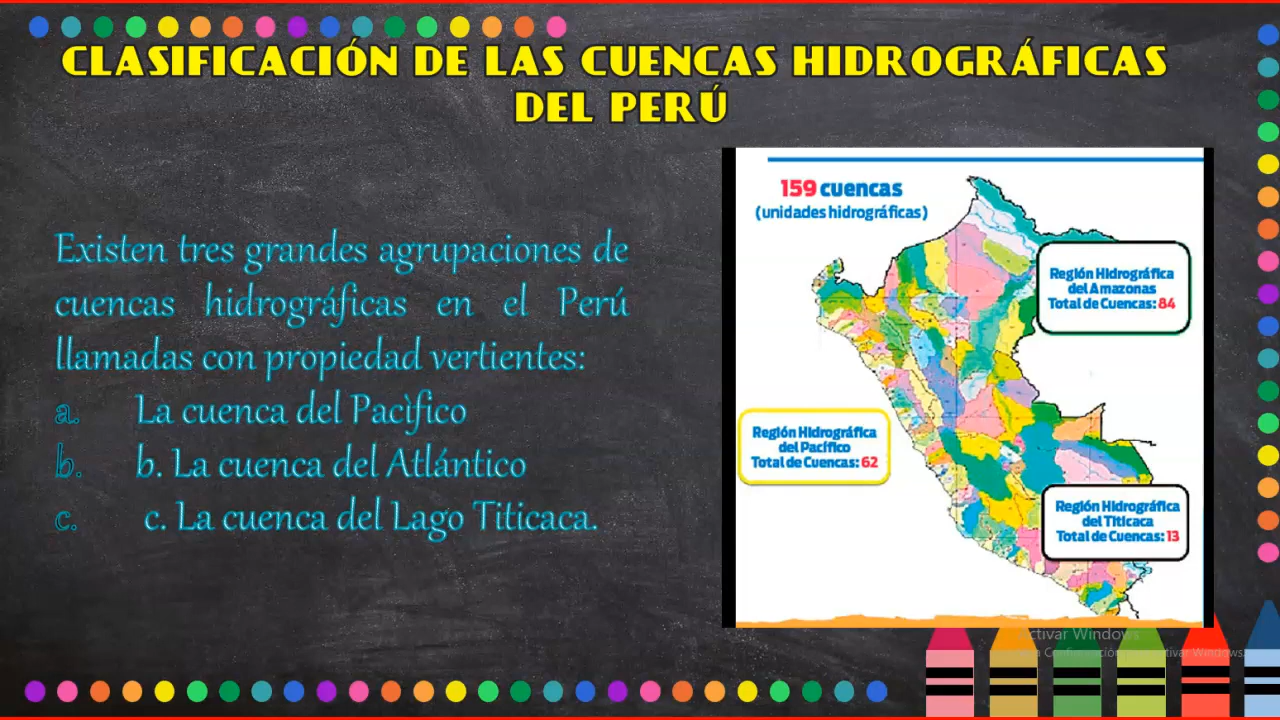 CLASIFICACIÓN DE LAS CUENCAS HIDROGRÁFICAS
DEL PERÚ
Existen tres grandes agrupaciones de
cuencas hidrográficas en el Perú
llamadas con propiedad vertientes:
a. La cuenca del Pacìfico
b. b. La cuenca del Atlántico
c. c. La cuenca del Lago Titicaca.
159 cuencas
(unidades hidrográficas)
Región Hidrográfica
del Amazonas
Total de Cuencas: 84
Región Hidrográfica
del Pacífico
Total de Cuencas: 62
Región Hidrográfica
del Titicaca
Total de Cuencas: 13
Activar Windows
Windows.